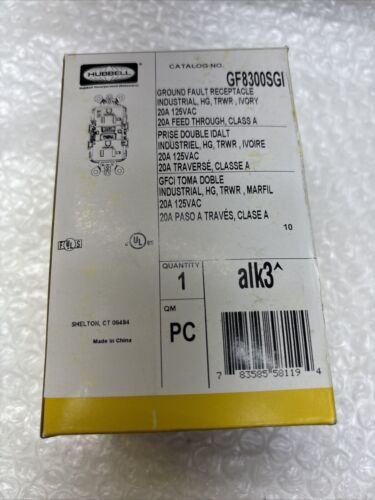 HUBBELL
CATALOG NO.
GF8300SGI
GROUND FAULT RECEPTACLE
INDUSTRIAL, HG, TRWR , IVORY
20A 125VAC
20A FEED THROUGH, CLASS A
PRISE DOUBLE IDALT
INDUSTRIEL, HG, TRWR , IVOIRE
20A 125VAC
20A TRAVERSÉ, CLASSE A
GFCI TOMA DOBLE
INDUSTRIAL, HG, TRWR , MARFIL
20A 125VAC
20A PASO A TRAVÉS, CLASE A
10
UL
QUANTITY
1
alk3^
QM
PC
SHELTON, CT 06484
Made in China
7 83585 58119 4